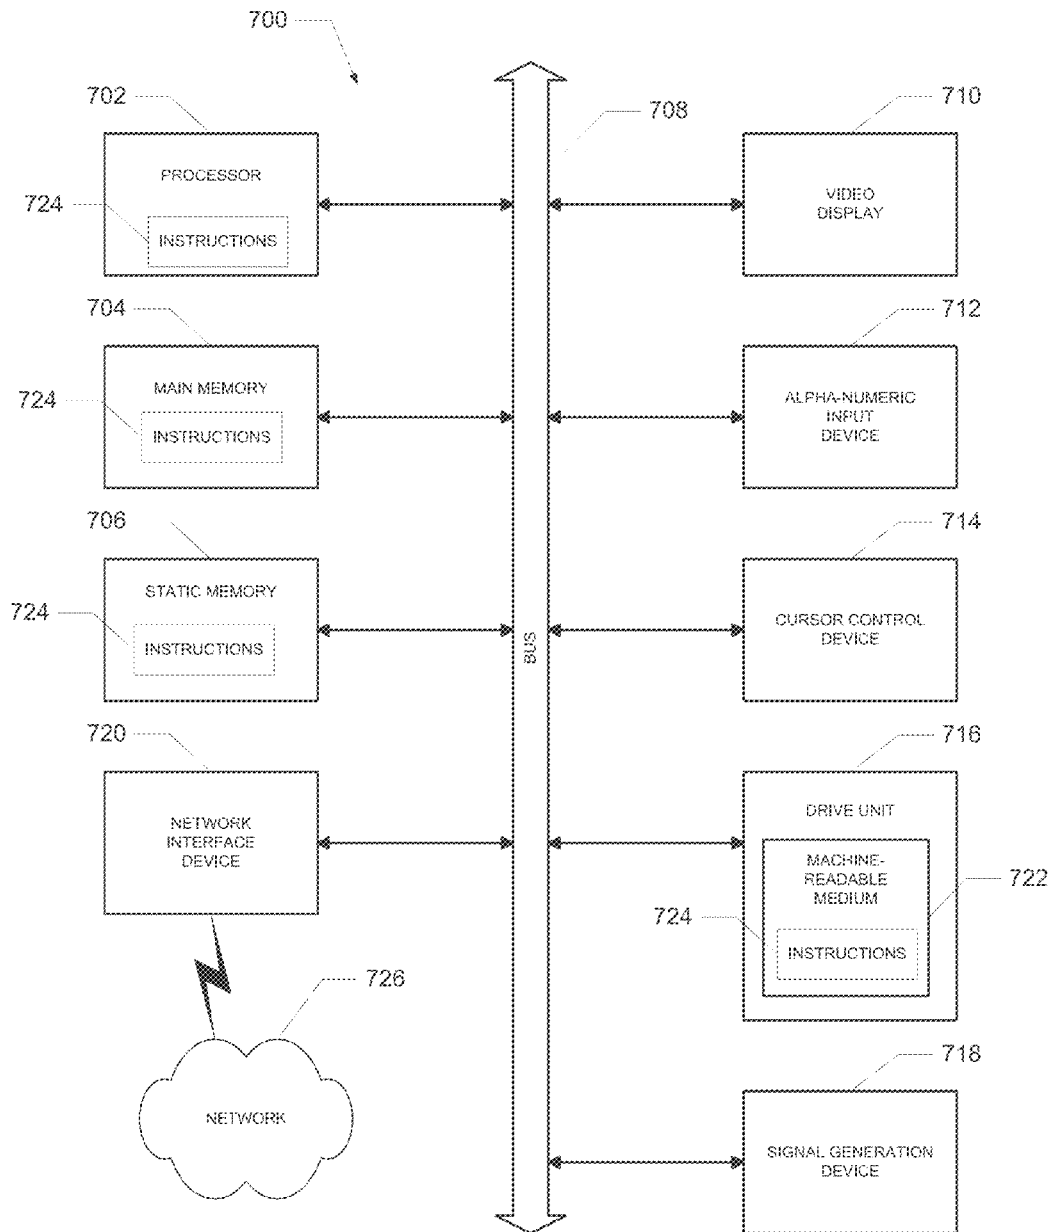 700
708
702
PROCESSOR
724
INSTRUCTIONS
704
MAIN MEMORY
724
INSTRUCTIONS
706
STATIC MEMORY
724
INSTRUCTIONS
720
NETWORK
INTERFACE
DEVICE
726
NETWORK
BUS
710
VIDEO
DISPLAY
712
ALPHA-NUMERIC
INPUT
DEVICE
714
CURSOR CONTROL
DEVICE
716
DRIVE UNIT
MACHINE-
READABLE
MEDIUM
722
724
INSTRUCTIONS
718
SIGNAL GENERATION
DEVICE